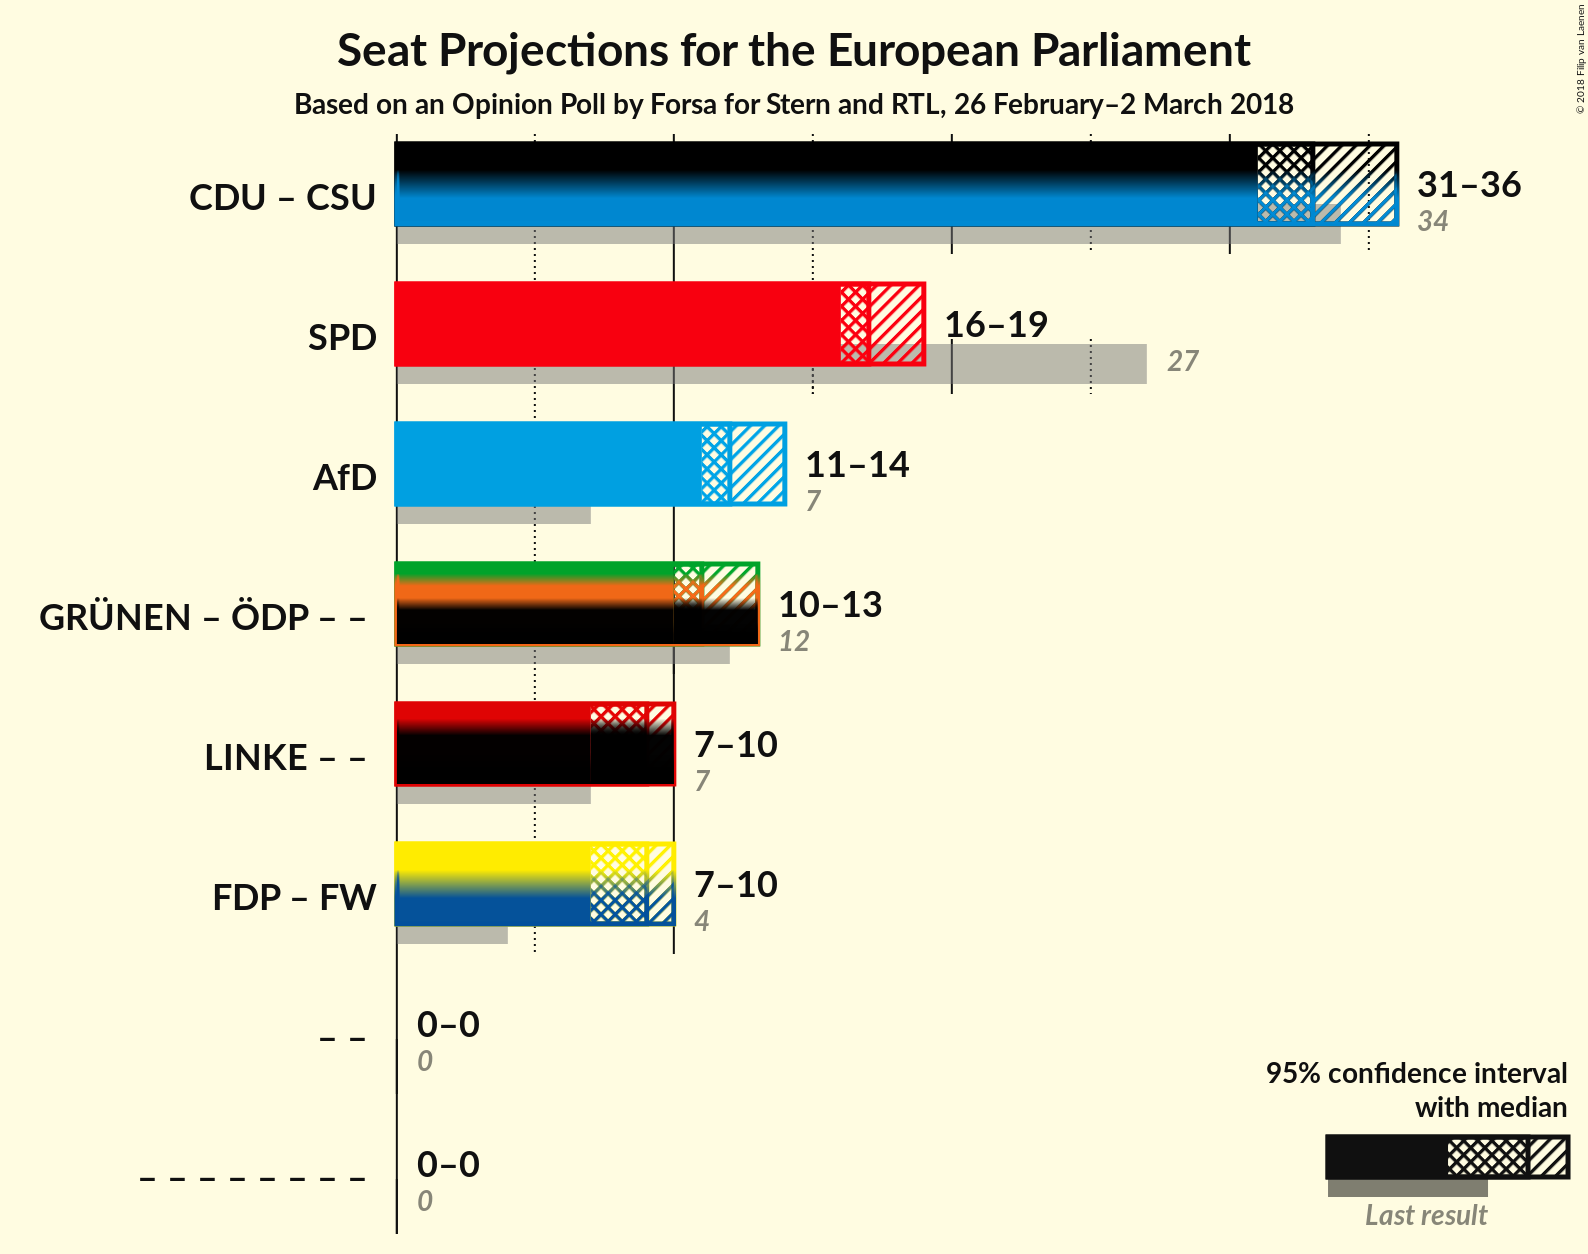 Seat Projections for the European Parliament
Based on an Opinion Poll by Forsa for Stern and RTL, 26 February–2 March 2018
© 2018 Filip van Laenen
CDU – CSU
31–36
34
SPD
16–19
27
AfD
11–14
7
GRÜNEN – ÖDP – –
10–13
12
LINKE – –
7–10
7
FDP – FW
7–10
4
– –
0–0
0
– – – – – – – –
0–0
0
95% confidence interval
with median
Last result